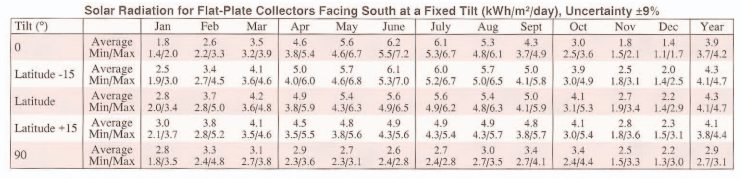 Solar Radiation for Flat-Plate Collectors Facing South at a Fixed Tilt (kWh/m²/day), Uncertainty ±9%
Tilt (°) Jan Feb Mar Apr May June July Aug Sept Oct Nov Dec Year
0 Average 1.8 2.6 3.5 4.6 5.6 6.2 6.1 5.3 4.3 3.0 1.8 1.4 3.9
Min/Max 1.4/2.0 2.2/3.3 3.2/3.9 3.8/5.4 4.6/6.7 5.5/7.2 5.3/6.7 4.8/6.1 3.7/4.9 2.5/3.6 1.5/2.1 1.1/1.7 3.7/4.2
Latitude -15 Average 2.5 3.4 4.1 5.0 5.7 6.1 6.0 5.7 5.0 3.9 2.5 2.0 4.3
Min/Max 1.9/3.0 2.7/4.5 3.6/4.6 4.0/6.0 4.6/6.8 5.3/7.0 5.2/6.7 5.0/6.5 4.1/5.8 3.0/4.9 1.8/3.1 1.4/2.5 4.1/4.7
Latitude Average 2.8 3.7 4.2 4.9 5.4 5.6 5.6 5.4 5.0 4.1 2.7 2.2 4.3
Min/Max 2.0/3.4 2.8/5.0 3.6/4.8 3.8/5.9 4.3/6.3 4.9/6.5 4.9/6.2 4.8/6.3 4.1/5.9 3.1/5.3 1.9/3.4 1.4/2.9 4.1/4.7
Latitude +15 Average 3.0 3.8 4.1 4.5 4.8 4.9 4.9 4.9 4.8 4.1 2.8 2.3 4.1
Min/Max 2.1/3.7 2.8/5.2 3.5/4.6 3.5/5.5 3.8/5.6 4.3/5.6 4.3/5.4 4.3/5.7 3.8/5.7 3.0/5.4 1.8/3.6 1.5/3.1 3.8/4.4
90 Average 2.8 3.3 3.1 2.9 2.7 2.6 2.7 3.0 3.4 3.4 2.5 2.2 2.9
Min/Max 1.8/3.5 2.4/4.8 2.7/3.8 2.3/3.6 2.3/3.1 2.4/2.8 2.4/2.8 2.7/3.5 2.7/4.1 2.4/4.4 1.5/3.3 1.3/3.0 2.7/3.1